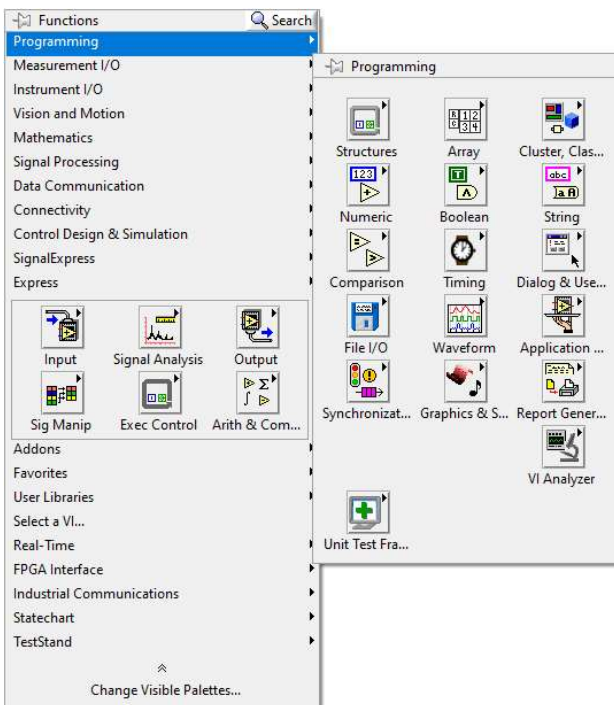 Functions
Search
Programming
Measurement I/O
Instrument I/O
Vision and Motion
Mathematics
Signal Processing
Data Communication
Connectivity
Control Design & Simulation
SignalExpress
Express
Input Signal Analysis Output
Sig Manip Exec Control Arith & Com...
Addons
Favorites
User Libraries
Select a VI...
Real-Time
FPGA Interface
Industrial Communications
Statechart
TestStand
Change Visible Palettes...
Programming
Structures Array Cluster, Clas...
123
Numeric Boolean String
abc
Comparison Timing Dialog & Use...
File I/O Waveform Application ...
Synchronizat... Graphics & S... Report Gener...
VI Analyzer
Unit Test Fra...